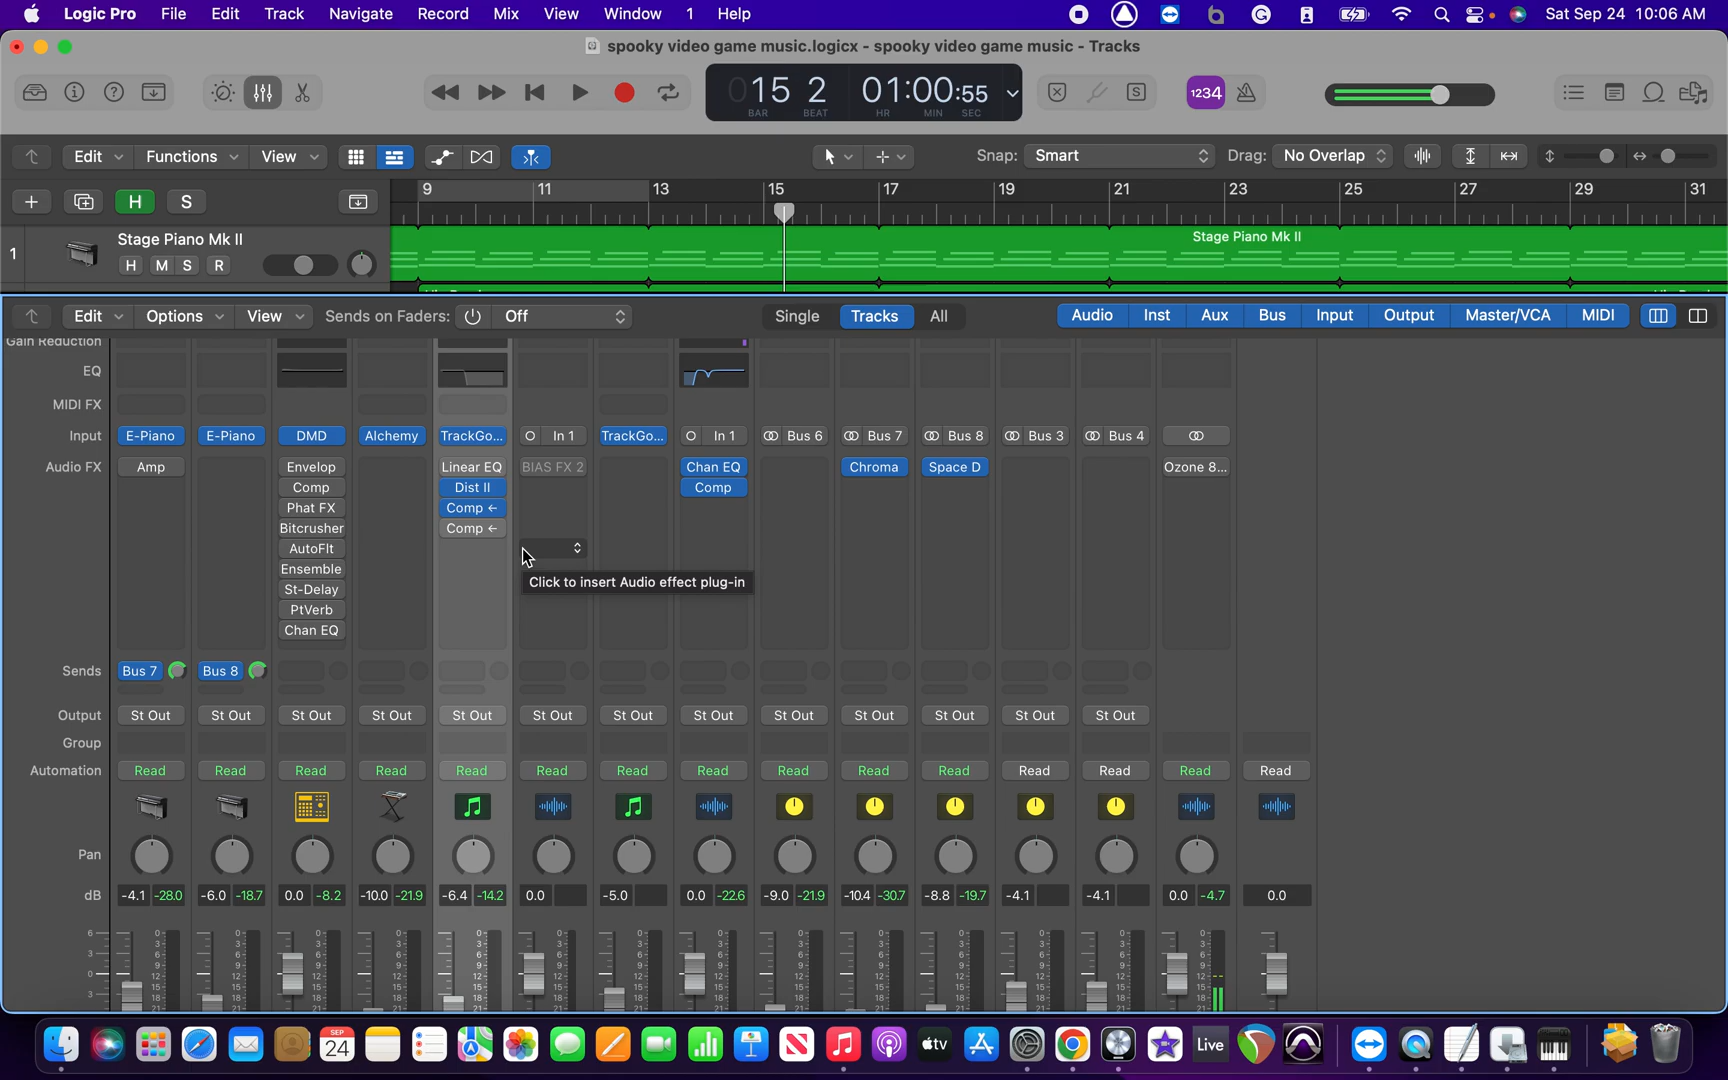 Logic Pro File Edit Track Navigate Record Mix View Window 1 Help Sat Sep 24 10:06 AM
spooky video game music.logicx - spooky video game music - Tracks
15 2 01:00:55 1234
BAR BEAT HR MIN SEC
Edit Functions View Snap: Smart Drag: No Overlap
H S 9 11 13 15 17 19 21 23 25 27 29 31
1 Stage Piano Mk II Stage Piano Mk II
H M S R
Edit Options View Sends on Faders: Off Single Tracks All Audio Inst Aux Bus Input Output Master/VCA MIDI
Gain Reduction
EQ
MIDI FX
Input E-Piano E-Piano DMD Alchemy TrackGo... In 1 TrackGo... In 1 Bus 6 Bus 7 Bus 8 Bus 3 Bus 4
Audio FX Amp Envelop Linear EQ BIAS FX 2 Chan EQ Chroma Space D Ozone 8...
Comp Dist II Comp
Phat FX Comp ←
Bitcrusher Comp ←
AutoFlt
Ensemble Click to insert Audio effect plug-in
St-Delay
PtVerb
Chan EQ
Sends Bus 7 Bus 8
Output St Out St Out St Out St Out St Out St Out St Out St Out St Out St Out St Out St Out St Out
Group
Automation Read Read Read Read Read Read Read Read Read Read Read Read Read Read Read
Pan
dB -4.1 -28.0 -6.0 -18.7 0.0 -8.2 -10.0 -21.9 -6.4 -14.2 0.0 -5.0 0.0 -22.6 -9.0 -21.9 -10.4 -30.7 -8.8 -19.7 -4.1 -4.1 0.0 -4.7 0.0
SEP
24 tv Live